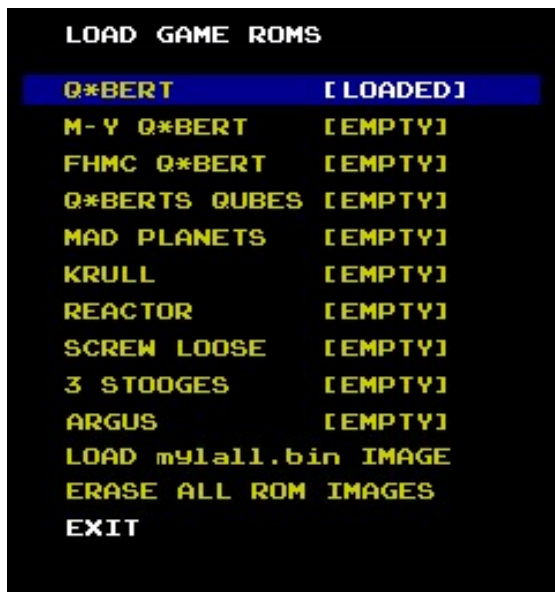 LOAD GAME ROMS
Q*BERT [LOADED]
M-Y Q*BERT [EMPTY]
FHMC Q*BERT [EMPTY]
Q*BERTS QUBES [EMPTY]
MAD PLANETS [EMPTY]
KRULL [EMPTY]
REACTOR [EMPTY]
SCREW LOOSE [EMPTY]
3 STOOGES [EMPTY]
ARGUS [EMPTY]
LOAD mylall.bin IMAGE
ERASE ALL ROM IMAGES
EXIT